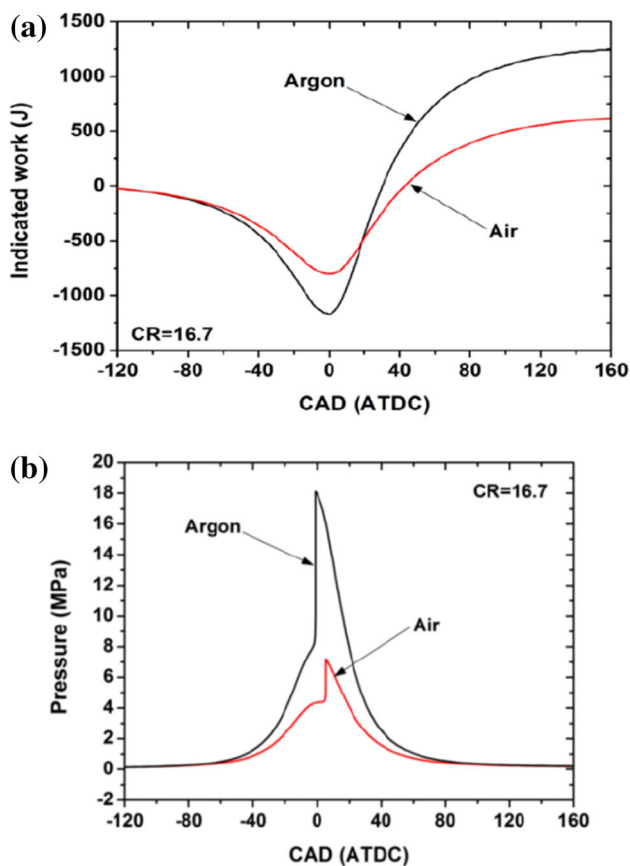 (a)
1500
1000
500
0
-500
-1000
-1500
Indicated work (J)
Argon
Air
CR=16.7
-120 -80 -40 0 40 80 120 160
CAD (ATDC)
(b)
20
18
16
14
12
10
8
6
4
2
0
-2
Pressure (MPa)
CR=16.7
Argon
Air
-120 -80 -40 0 40 80 120 160
CAD (ATDC)